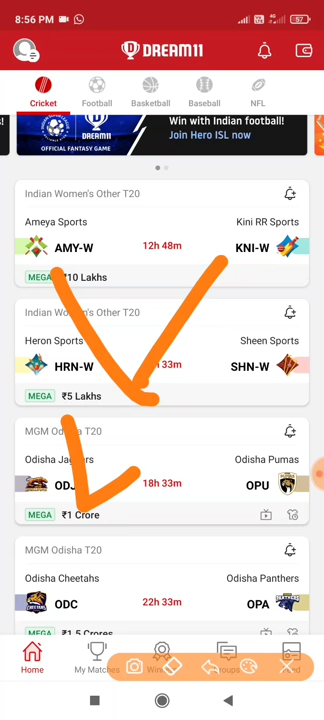 8:56 PM
57
DREAM11
Cricket
Football
Basketball
Baseball
NFL
OFFICIAL FANTASY GAME
DREAM11
Win with Indian football!
Join Hero ISL now
Indian Women's Other T20
Ameya Sports
Kini RR Sports
AMY-W
12h 48m
KNI-W
MEGA ₹10 Lakhs
Indian Women's Other T20
Heron Sports
Sheen Sports
HRN-W
33m
SHN-W
MEGA ₹5 Lakhs
MGM Odisha T20
Odisha
Odisha Pumas
ODJ
18h 33m
OPU
MEGA ₹1 Crore
MGM Odisha T20
Odisha Cheetahs
Odisha Panthers
ODC
22h 33m
OPA
MEGA ₹1.5 Crores
Home
My Matches